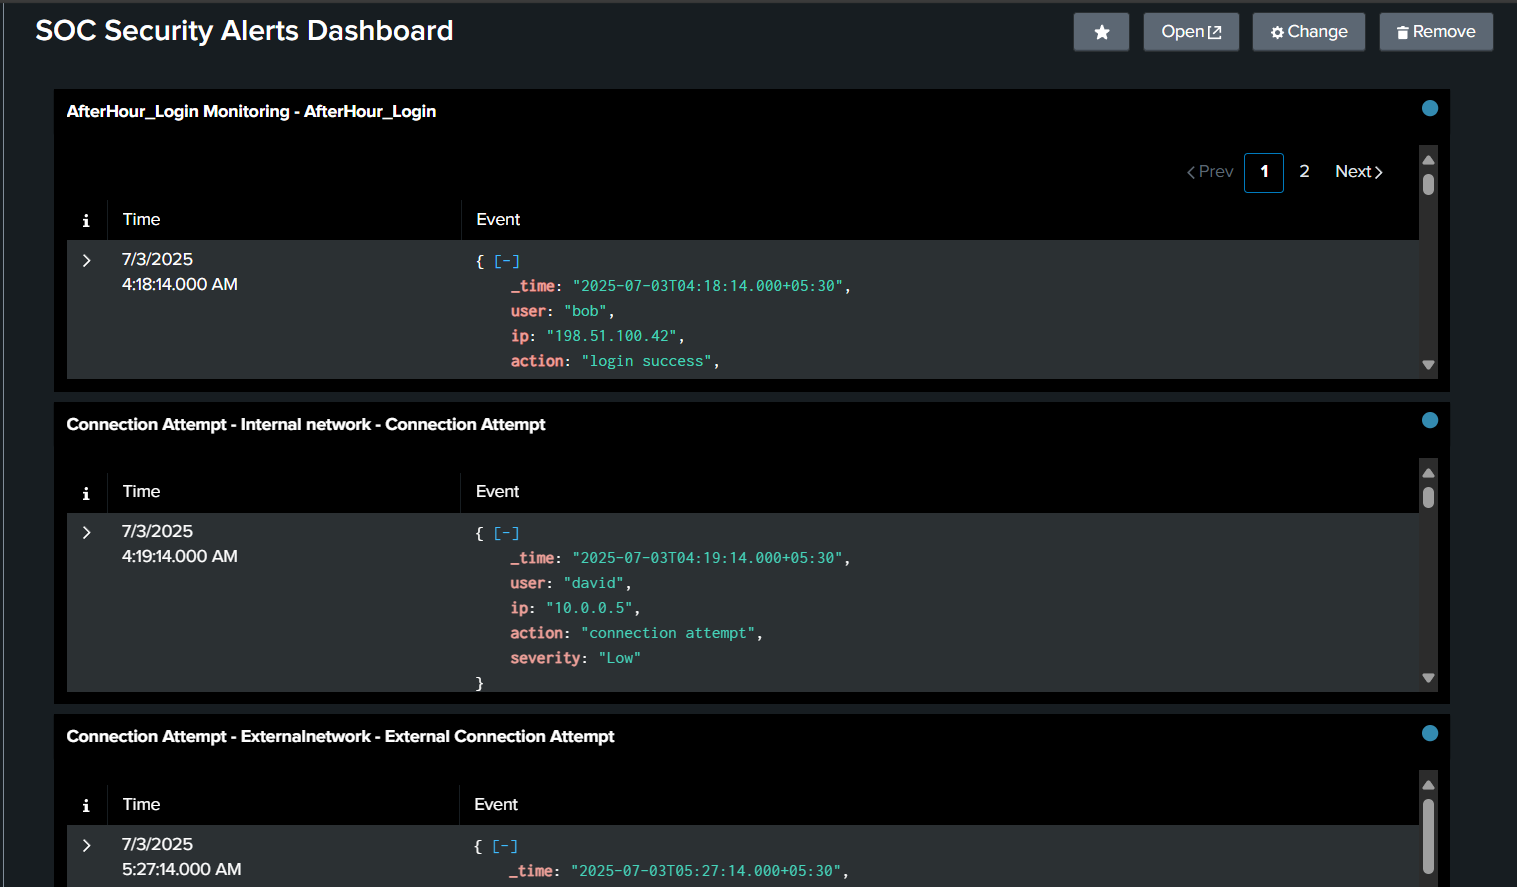 SOC Security Alerts Dashboard
Open
Change
Remove
AfterHour_Login Monitoring - AfterHour_Login
Prev 1 2 Next
i Time Event
7/3/2025
4:18:14.000 AM
{ [-]
_time: "2025-07-03T04:18:14.000+05:30",
user: "bob",
ip: "198.51.100.42",
action: "login success",
Connection Attempt - Internal network - Connection Attempt
i Time Event
7/3/2025
4:19:14.000 AM
{ [-]
_time: "2025-07-03T04:19:14.000+05:30",
user: "david",
ip: "10.0.0.5",
action: "connection attempt",
severity: "Low"
}
Connection Attempt - Externalnetwork - External Connection Attempt
i Time Event
7/3/2025
5:27:14.000 AM
{ [-]
_time: "2025-07-03T05:27:14.000+05:30",